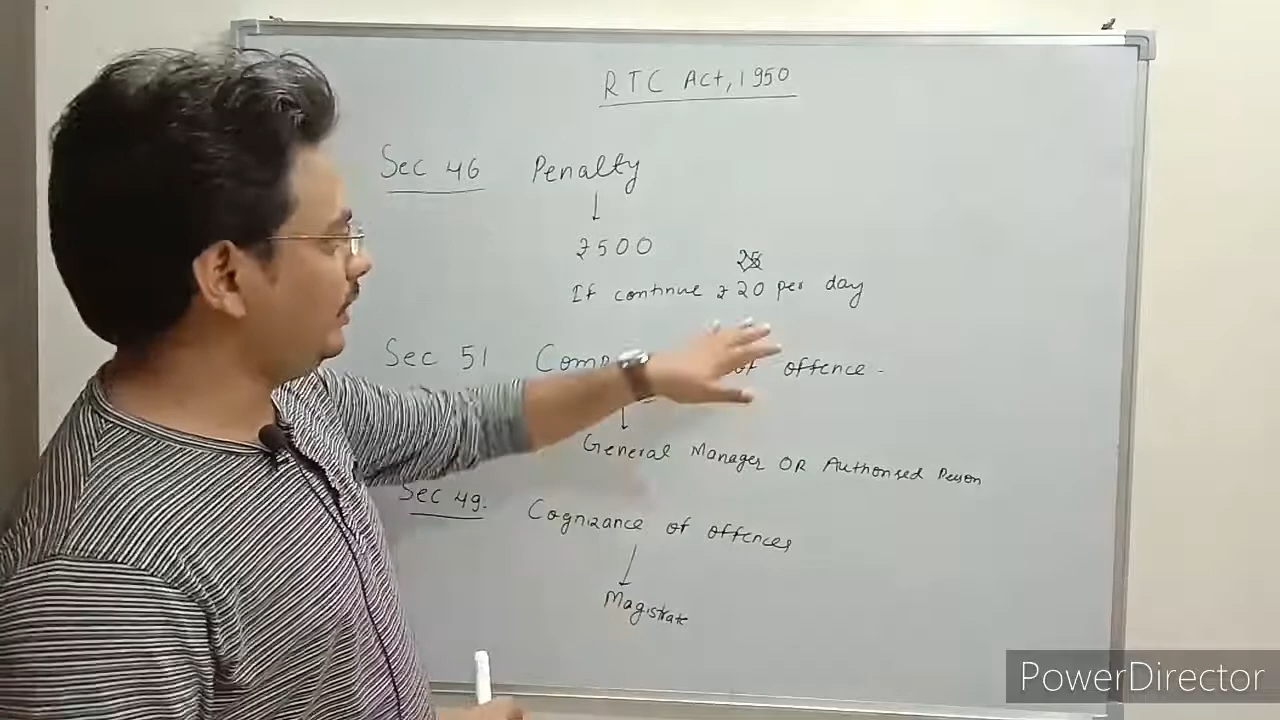 RTC Act, 1950
Sec 46 Penalty
₹500
25
If continue ₹20 per day
Sec 51 of offence.
General Manager OR Authorised Person
Sec 49. Cognizance of offences
Magistrate
PowerDirector